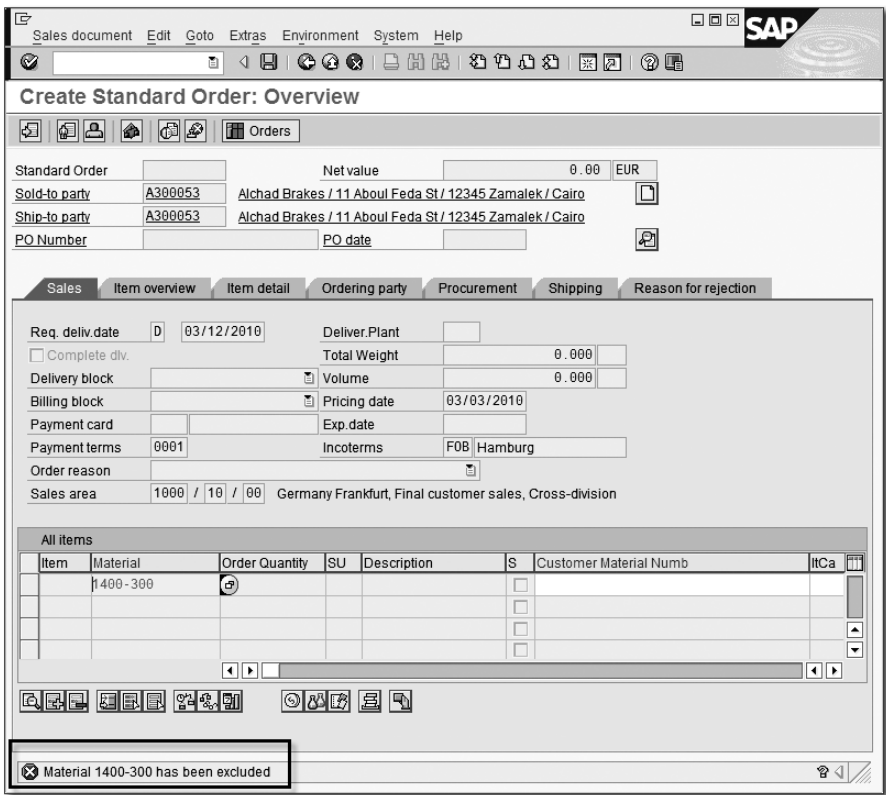 Sales document Edit Goto Extras Environment System Help
SAP
Create Standard Order: Overview
Orders
Standard Order Net value 0.00 EUR
Sold-to party A300053 Alchad Brakes / 11 Aboul Feda St / 12345 Zamalek / Cairo
Ship-to party A300053 Alchad Brakes / 11 Aboul Feda St / 12345 Zamalek / Cairo
PO Number PO date
Sales Item overview Item detail Ordering party Procurement Shipping Reason for rejection
Req. deliv.date D 03/12/2010 Deliver.Plant
Complete dlv. Total Weight 0.000
Delivery block Volume 0.000
Billing block Pricing date 03/03/2010
Payment card Exp.date
Payment terms 0001 Incoterms FOB Hamburg
Order reason
Sales area 1000 / 10 / 00 Germany Frankfurt, Final customer sales, Cross-division
All items
Item Material Order Quantity SU Description S Customer Material Numb ItCa
1400-300
Material 1400-300 has been excluded